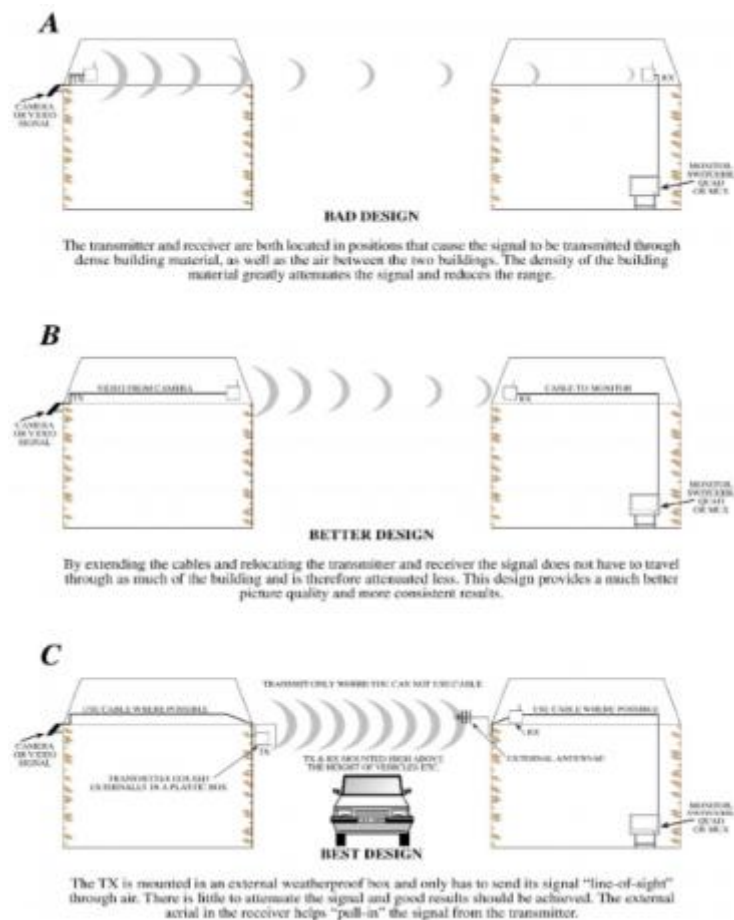 A
TX
RX
CAMERA
OR VIDEO
SIGNAL
MONITOR,
SWITCHER
QUAD
OR MUX
BAD DESIGN
The transmitter and receiver are both located in positions that cause the signal to be transmitted through
dense building material, as well as the air between the two buildings. The density of the building
material greatly attenuates the signal and reduces the range.
B
VIDEO FROM CAMERA
CABLE TO MONITOR
TX
RX
CAMERA
OR VIDEO
SIGNAL
MONITOR,
SWITCHER
QUAD
OR MUX
BETTER DESIGN
By extending the cables and relocating the transmitter and receiver the signal does not have to travel
through as much of the building and is therefore attenuated less. This design provides a much better
picture quality and more consistent results.
C
TRANSMIT ONLY WHERE YOU CAN NOT USE CABLE
USE CABLE WHERE POSSIBLE
USE CABLE WHERE POSSIBLE
CAMERA
OR VIDEO
SIGNAL
TX
RX
TX & RX MOUNTED HIGH ABOVE
THE HEIGHT OF VEHICLES ETC.
EXTERNAL ANTENNAE
TRANSMITTER HOUSED
EXTERNALLY IN A PLASTIC BOX
MONITOR,
SWITCHER
QUAD
OR MUX
BEST DESIGN
The TX is mounted in an external weatherproof box and only has to send its signal "line-of-sight"
through air. There is little to attenuate the signal and good results should be achieved. The external
aerial in the receiver helps "pull-in" the signal from the transmitter.